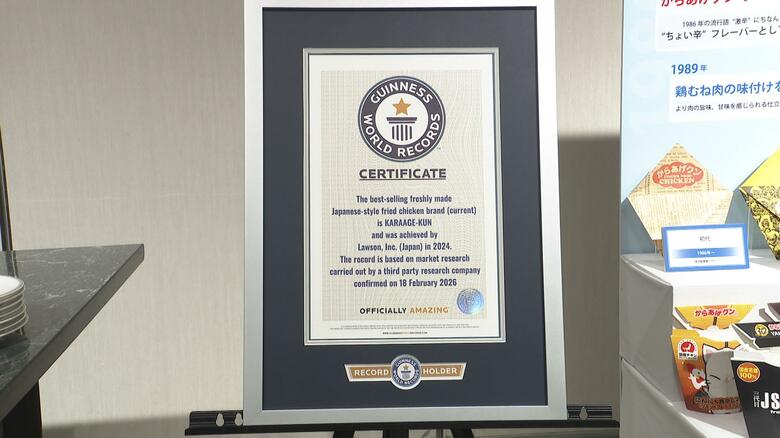 GUINNESS
WORLD RECORDS
CERTIFICATE
The best-selling freshly made
Japanese-style fried chicken brand (current)
is KARAAGE-KUN
and was achieved by
Lawson, Inc. (Japan) in 2024.
The record is based on market research
carried out by a third party research company
confirmed on 18 February 2026
OFFICIALLY AMAZING
RECORD HOLDER
1986年の流行語“激辛”にちなん
“ちょい辛”フレーバーとし
1989年
鶏むね肉の味付けを
より肉の旨味、甘味を感じられる仕立
からあげクン
CHICKEN
初代
1986年～
からあげクン
国産鶏
100%